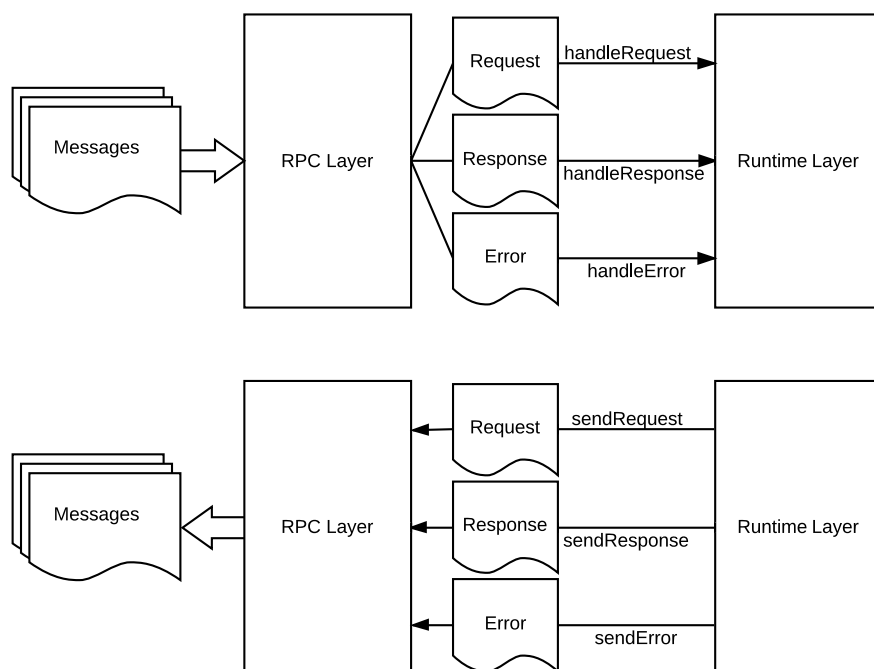 Request
handleRequest
Messages
RPC Layer
Response
handleResponse
Runtime Layer
Error
handleError
Request
sendRequest
Messages
RPC Layer
Response
sendResponse
Runtime Layer
Error
sendError